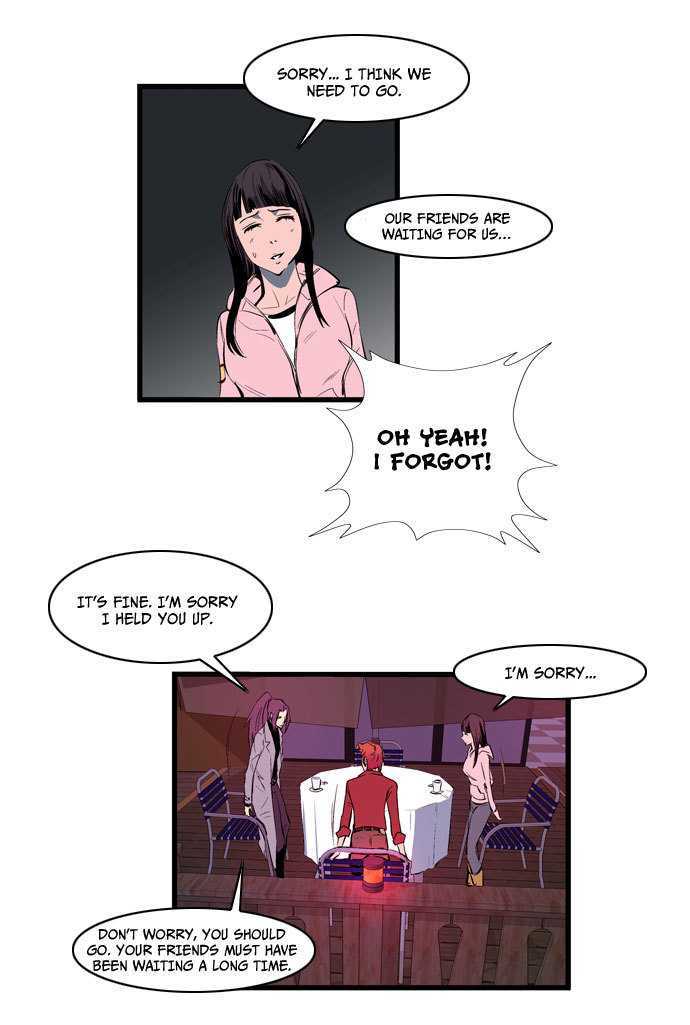 SORRY... I THINK WE
NEED TO GO.
OUR FRIENDS ARE
WAITING FOR US...
OH YEAH!
I FORGOT!
IT'S FINE. I'M SORRY
I HELD YOU UP.
I'M SORRY...
DON'T WORRY, YOU SHOULD
GO. YOUR FRIENDS MUST HAVE
BEEN WAITING A LONG TIME.